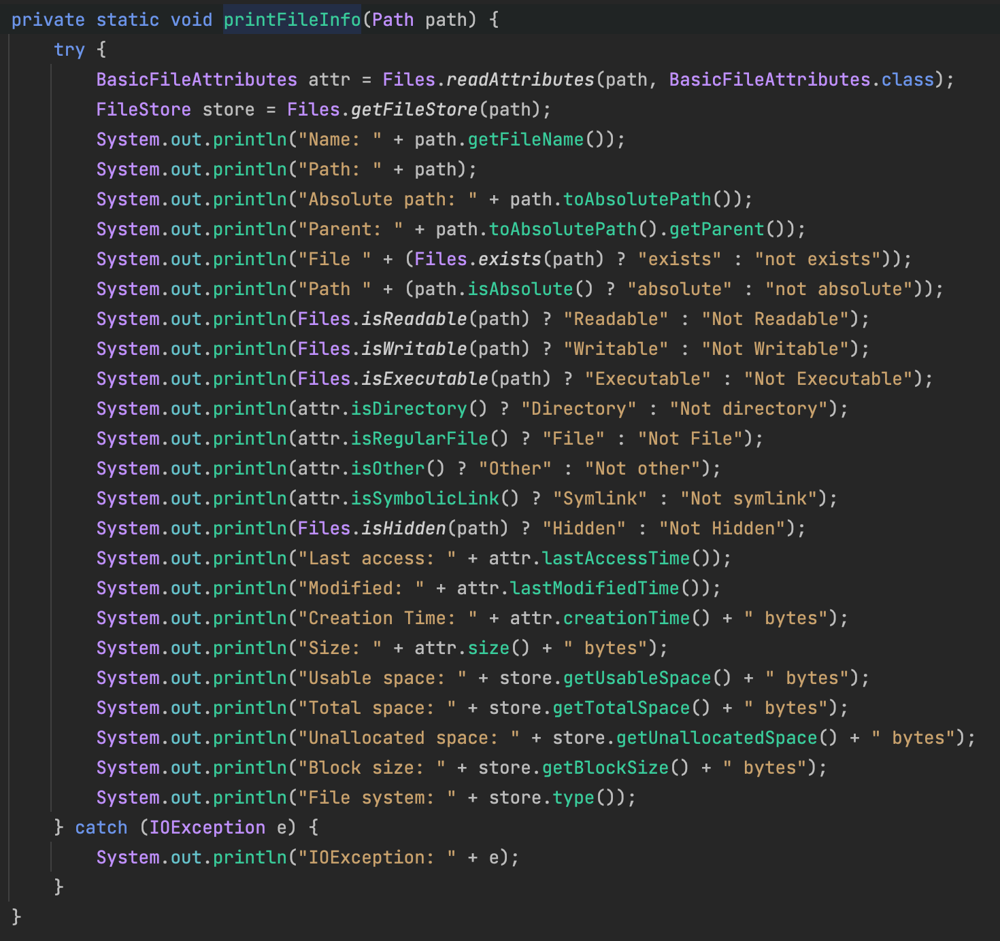 private static void printFileInfo(Path path) {
    try {
        BasicFileAttributes attr = Files.readAttributes(path, BasicFileAttributes.class);
        FileStore store = Files.getFileStore(path);
        System.out.println("Name: " + path.getFileName());
        System.out.println("Path: " + path);
        System.out.println("Absolute path: " + path.toAbsolutePath());
        System.out.println("Parent: " + path.toAbsolutePath().getParent());
        System.out.println("File " + (Files.exists(path) ? "exists" : "not exists"));
        System.out.println("Path " + (path.isAbsolute() ? "absolute" : "not absolute"));
        System.out.println(Files.isReadable(path) ? "Readable" : "Not Readable");
        System.out.println(Files.isWritable(path) ? "Writable" : "Not Writable");
        System.out.println(Files.isExecutable(path) ? "Executable" : "Not Executable");
        System.out.println(attr.isDirectory() ? "Directory" : "Not directory");
        System.out.println(attr.isRegularFile() ? "File" : "Not File");
        System.out.println(attr.isOther() ? "Other" : "Not other");
        System.out.println(attr.isSymbolicLink() ? "Symlink" : "Not symlink");
        System.out.println(Files.isHidden(path) ? "Hidden" : "Not Hidden");
        System.out.println("Last access: " + attr.lastAccessTime());
        System.out.println("Modified: " + attr.lastModifiedTime());
        System.out.println("Creation Time: " + attr.creationTime() + " bytes");
        System.out.println("Size: " + attr.size() + " bytes");
        System.out.println("Usable space: " + store.getUsableSpace() + " bytes");
        System.out.println("Total space: " + store.getTotalSpace() + " bytes");
        System.out.println("Unallocated space: " + store.getUnallocatedSpace() + " bytes");
        System.out.println("Block size: " + store.getBlockSize() + " bytes");
        System.out.println("File system: " + store.type());
    } catch (IOException e) {
        System.out.println("IOException: " + e);
    }
}